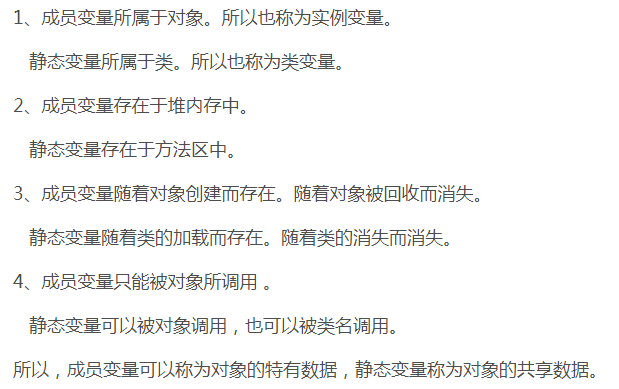 1、成员变量所属于对象。所以也称为实例变量。
静态变量所属于类。所以也称为类变量。
2、成员变量存在于堆内存中。
静态变量存在于方法区中。
3、成员变量随着对象创建而存在。随着对象被回收而消失。
静态变量随着类的加载而存在。随着类的消失而消失。
4、成员变量只能被对象所调用 。
静态变量可以被对象调用，也可以被类名调用。
所以，成员变量可以称为对象的特有数据，静态变量称为对象的共享数据。